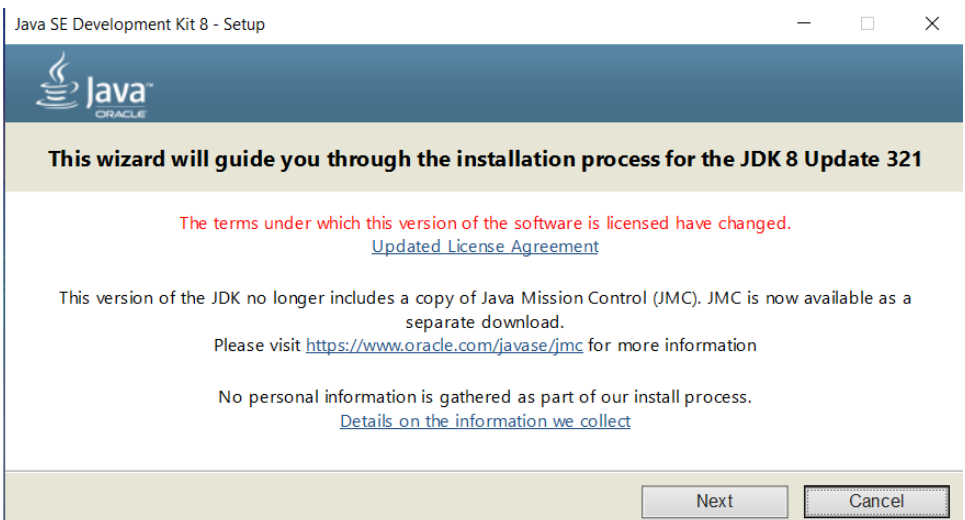 Java SE Development Kit 8 - Setup
Java™
ORACLE
This wizard will guide you through the installation process for the JDK 8 Update 321
The terms under which this version of the software is licensed have changed.
Updated License Agreement
This version of the JDK no longer includes a copy of Java Mission Control (JMC). JMC is now available as a
separate download.
Please visit https://www.oracle.com/javase/jmc for more information
No personal information is gathered as part of our install process.
Details on the information we collect
Next
Cancel